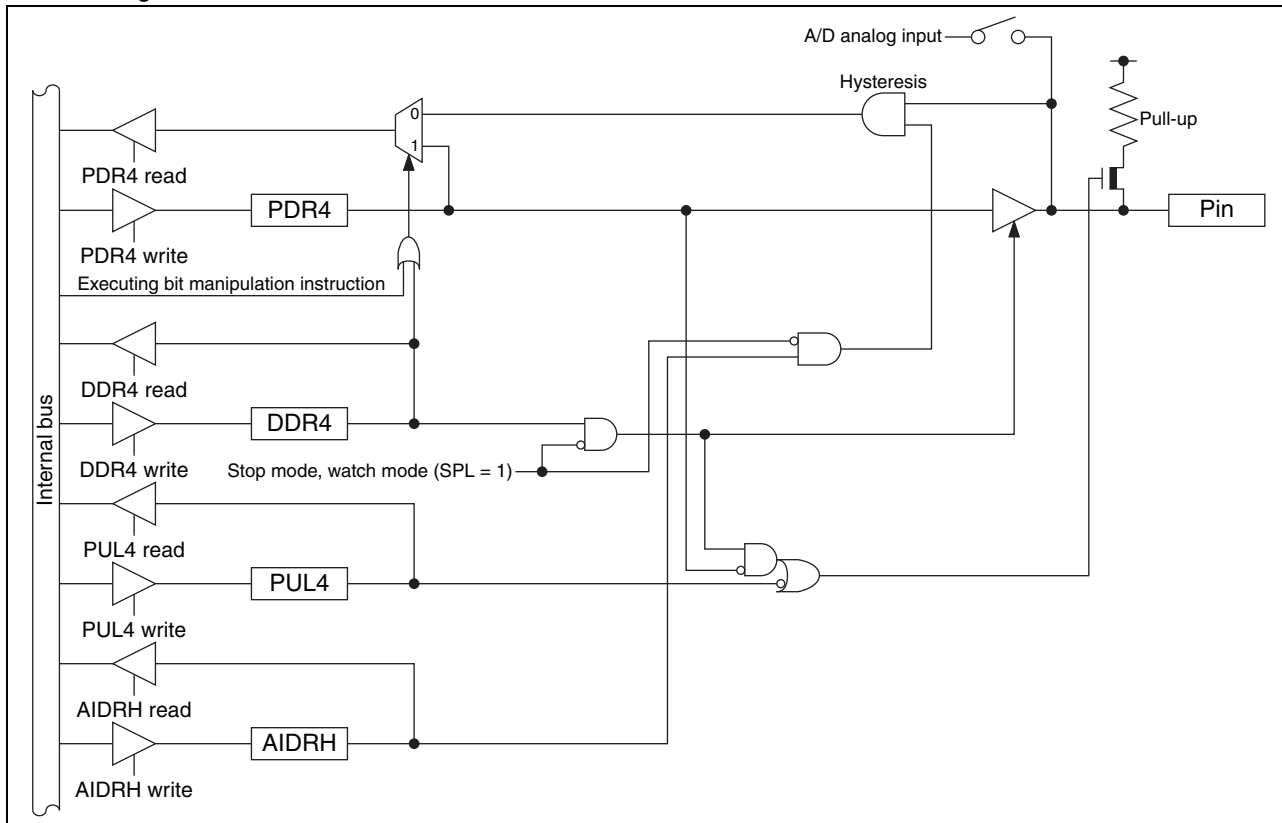 A/D analog input
Hysteresis
0
Pull-up
1
PDR4 read
PDR4
Pin
PDR4 write
Executing bit manipulation instruction
DDR4 read
DDR4
DDR4 write
Stop mode, watch mode (SPL = 1)
Internal bus
PUL4 read
PUL4
PUL4 write
AIDRH read
AIDRH
AIDRH write